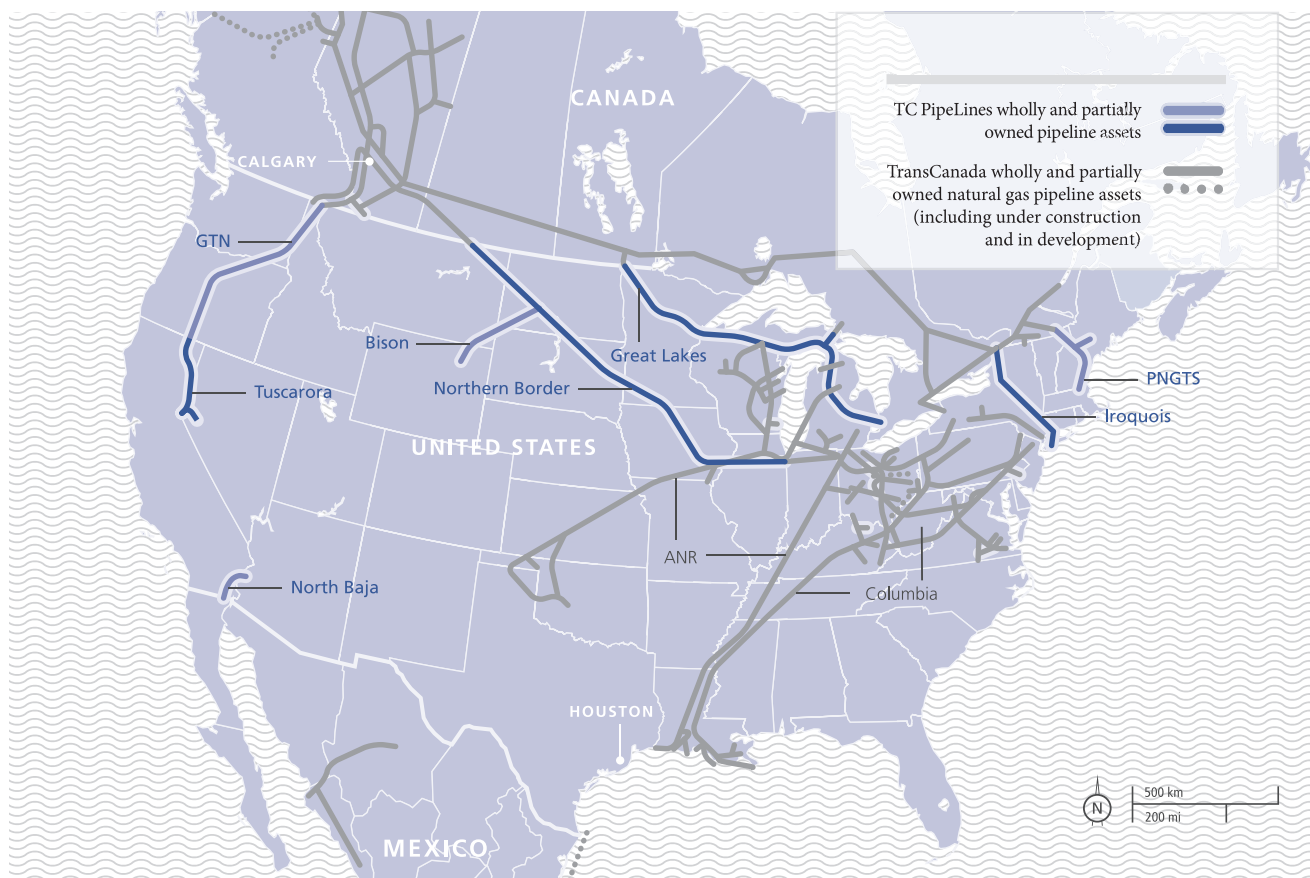 CANADA
TC PipeLines wholly and partially
owned pipeline assets
CALGARY
TransCanada wholly and partially
owned natural gas pipeline assets
(including under construction
and in development)
GTN
Bison
Great Lakes
Northern Border
Tuscarora
PNGTS
Iroquois
UNITED STATES
ANR
North Baja
Columbia
HOUSTON
500 km
N
200 mi
MEXICO